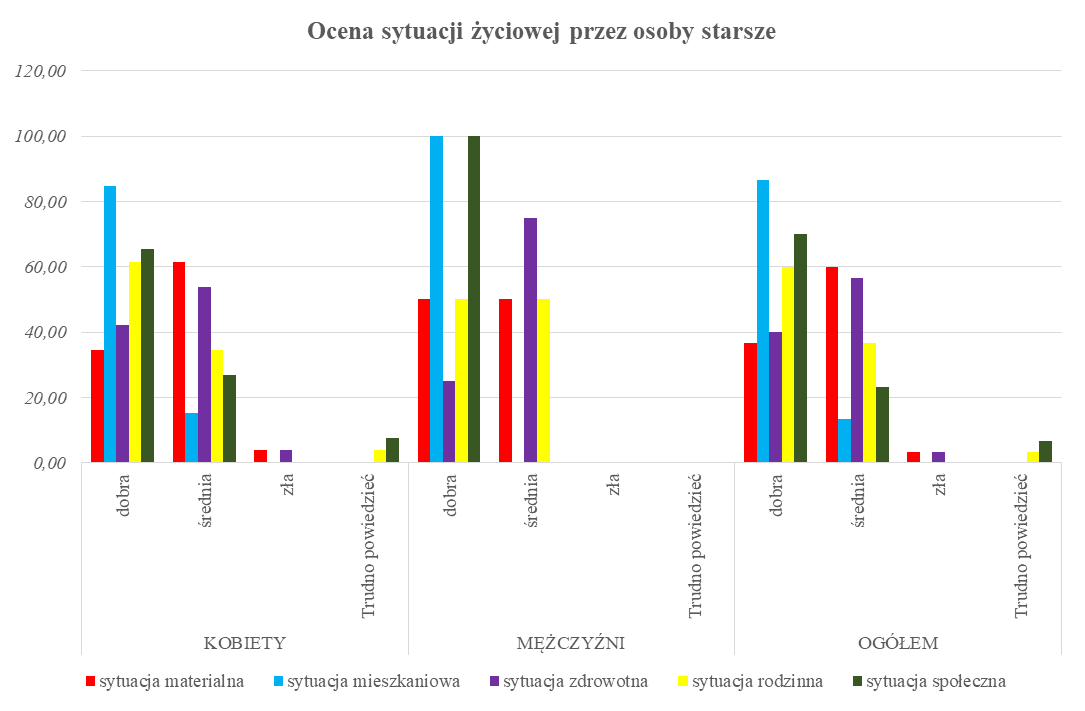 Ocena sytuacji życiowej przez osoby starsze
120,00
100,00
80,00
60,00
40,00
20,00
0,00
dobra
średnia
zła
Trudno powiedzieć
dobra
średnia
zła
Trudno powiedzieć
dobra
średnia
zła
Trudno powiedzieć
KOBIETY
MĘŻCZYŹNI
OGÓŁEM
sytuacja materialna
sytuacja mieszkaniowa
sytuacja zdrowotna
sytuacja rodzinna
sytuacja społeczna